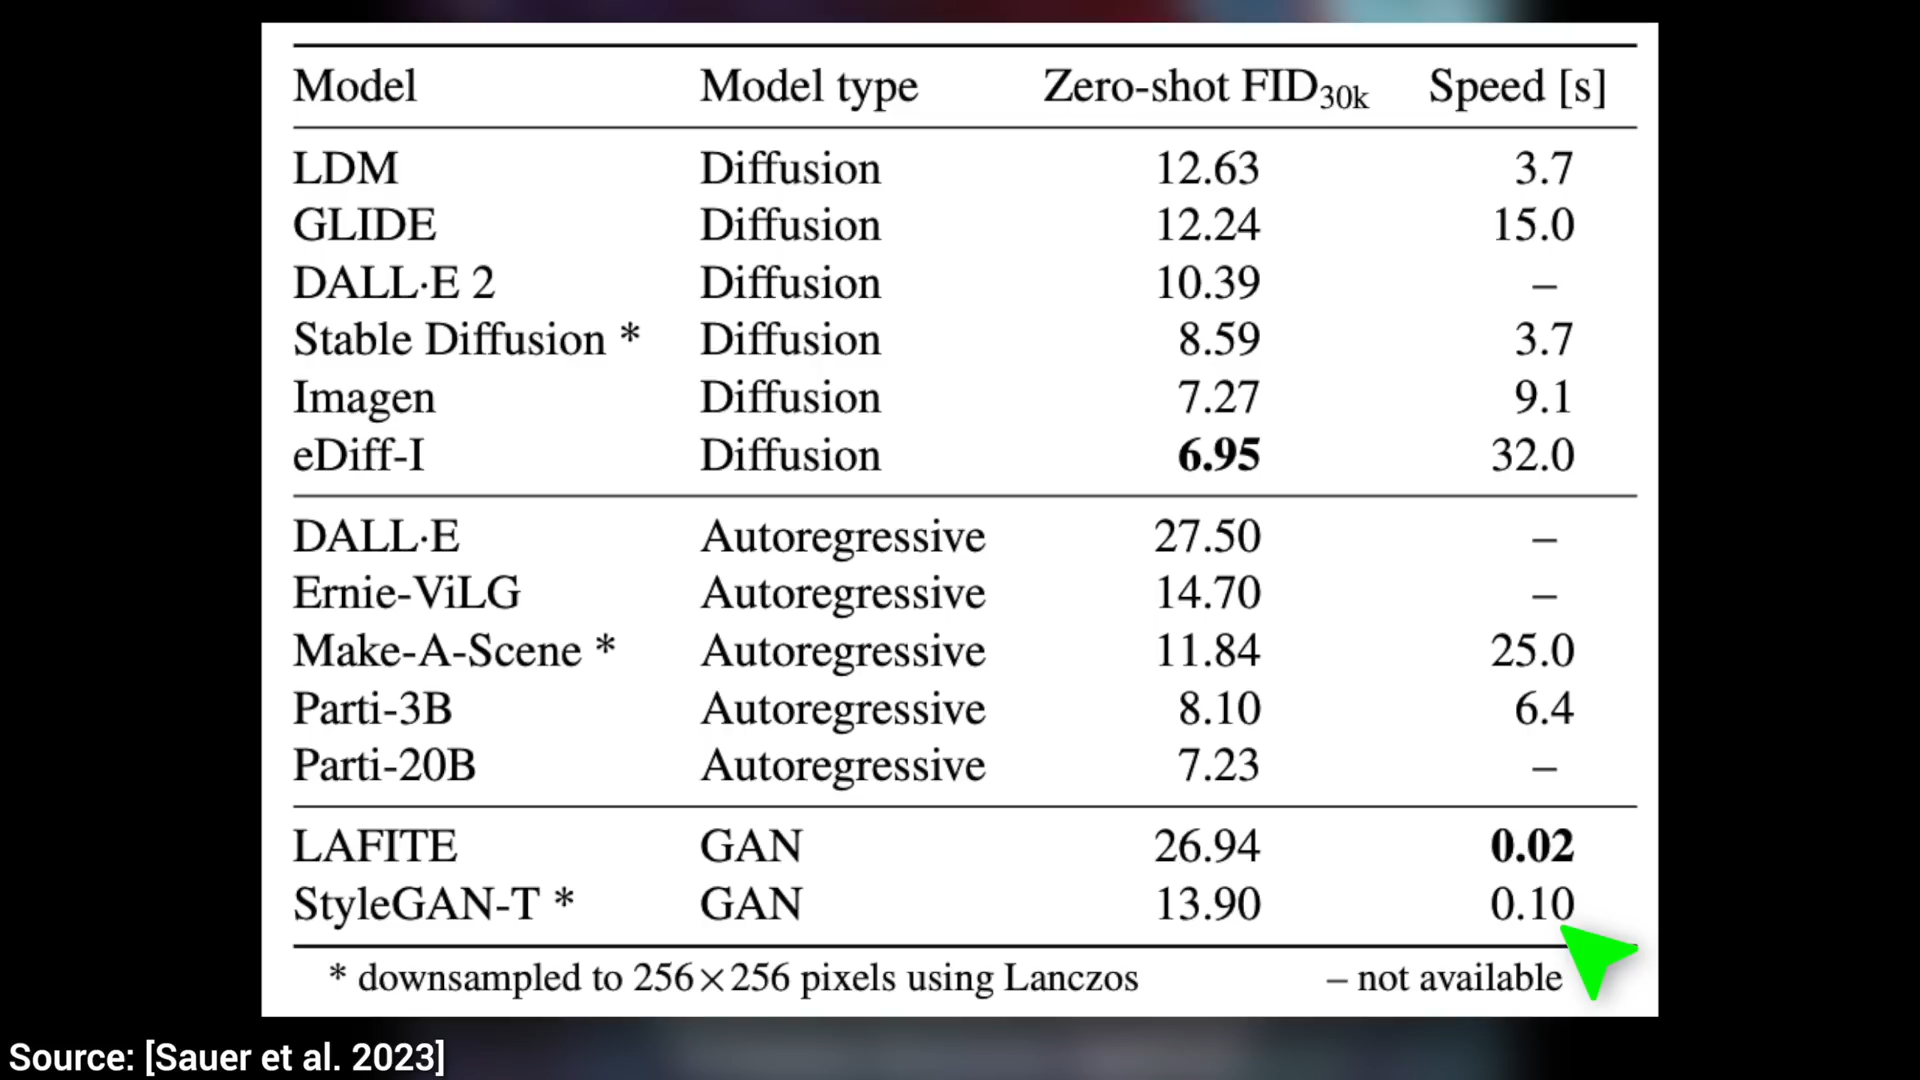 Model Model type Zero-shot FID30k Speed [s]
LDM Diffusion 12.63 3.7
GLIDE Diffusion 12.24 15.0
DALL·E 2 Diffusion 10.39 –
Stable Diffusion * Diffusion 8.59 3.7
Imagen Diffusion 7.27 9.1
eDiff-I Diffusion 6.95 32.0
DALL·E Autoregressive 27.50 –
Ernie-ViLG Autoregressive 14.70 –
Make-A-Scene * Autoregressive 11.84 25.0
Parti-3B Autoregressive 8.10 6.4
Parti-20B Autoregressive 7.23 –
LAFITE GAN 26.94 0.02
StyleGAN-T * GAN 13.90 0.10
* downsampled to 256×256 pixels using Lanczos – not available
Source: [Sauer et al. 2023]